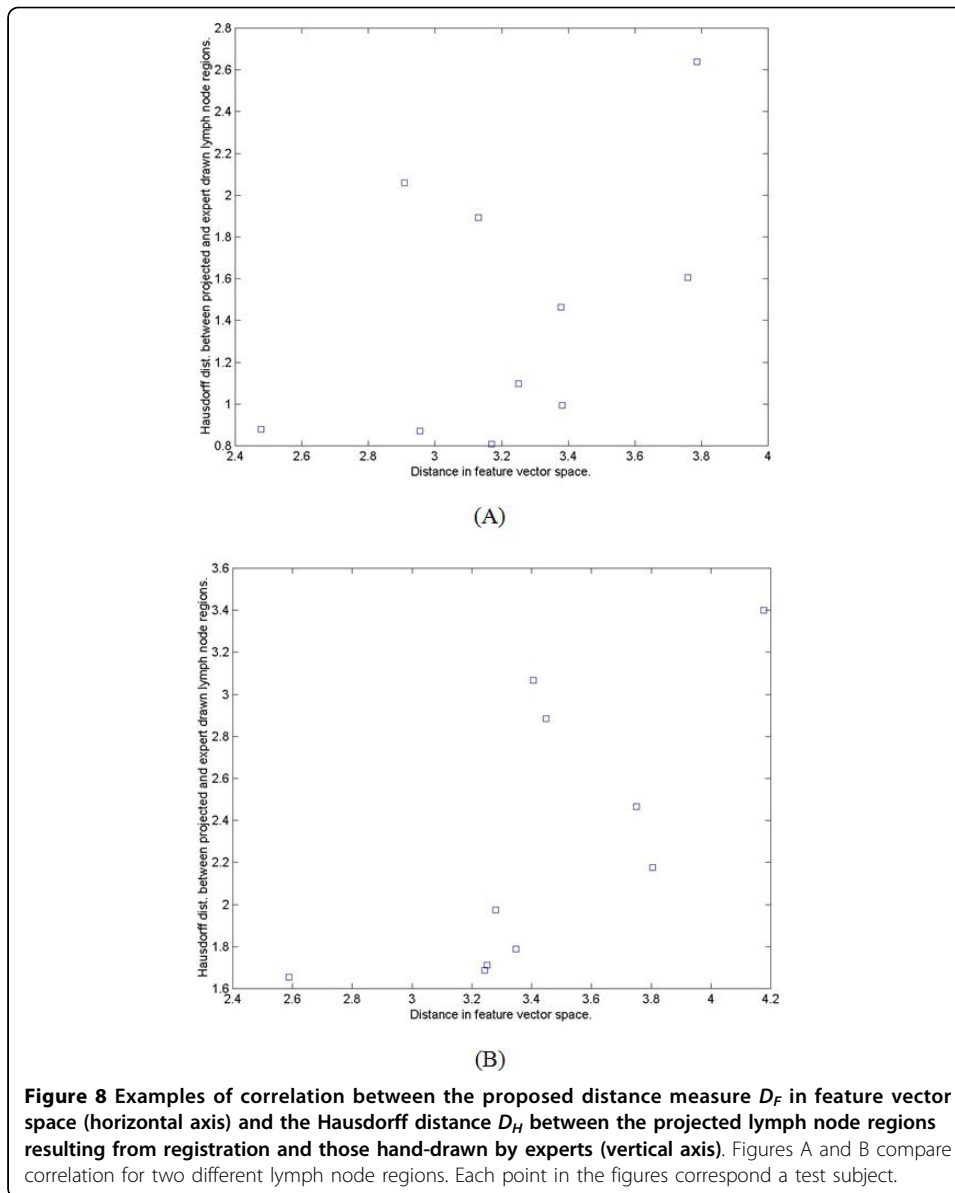 2.8
2.6
2.4
2.2
2
1.8
1.6
1.4
1.2
1
0.8
Hausdorff dist. between projected and expert drawn lymph node regions.
2.4 2.6 2.8 3 3.2 3.4 3.6 3.8 4
Distance in feature vector space.
(A)
3.6
3.4
3.2
3
2.8
2.6
2.4
2.2
2
1.8
1.6
Hausdorff dist. between projected and expert drawn lymph node regions.
2.4 2.6 2.8 3 3.2 3.4 3.6 3.8 4 4.2
Distance in feature vector space.
(B)
Figure 8 Examples of correlation between the proposed distance measure D_F in feature vector
space (horizontal axis) and the Hausdorff distance D_H between the projected lymph node regions
resulting from registration and those hand-drawn by experts (vertical axis). Figures A and B compare
correlation for two different lymph node regions. Each point in the figures correspond a test subject.